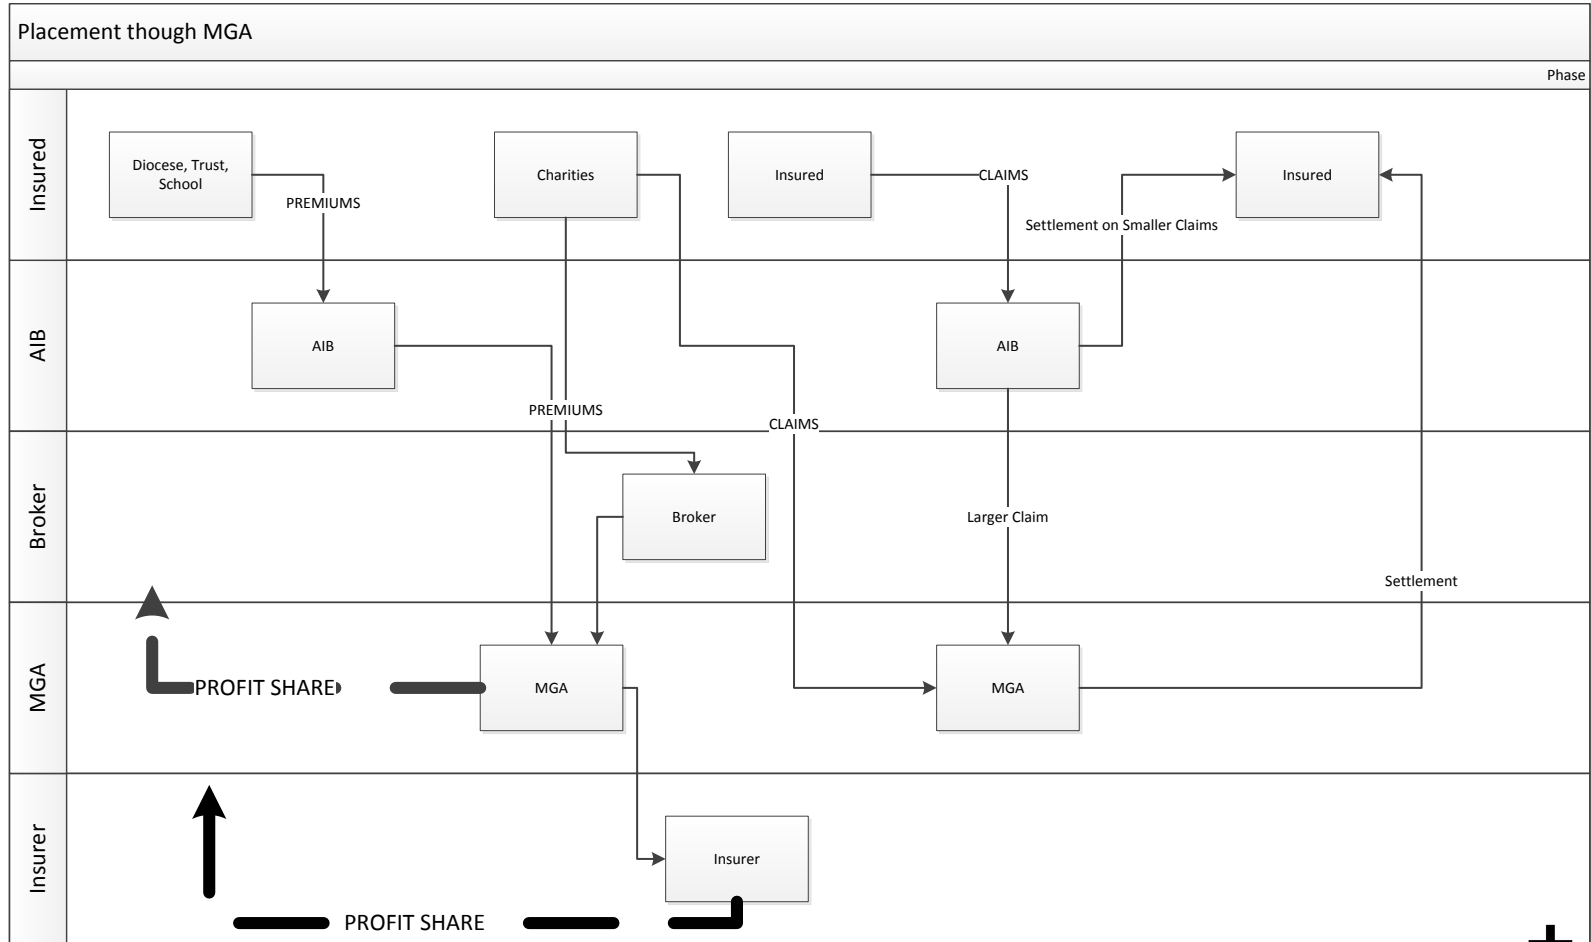 Placement though MGA
Phase
Insured
Diocese, Trust,
School
Charities
Insured
Insured
PREMIUMS
CLAIMS
Settlement on Smaller Claims
AIB
AIB
AIB
PREMIUMS
CLAIMS
Broker
Broker
Larger Claim
Settlement
MGA
PROFIT SHARE
MGA
MGA
Insurer
Insurer
PROFIT SHARE